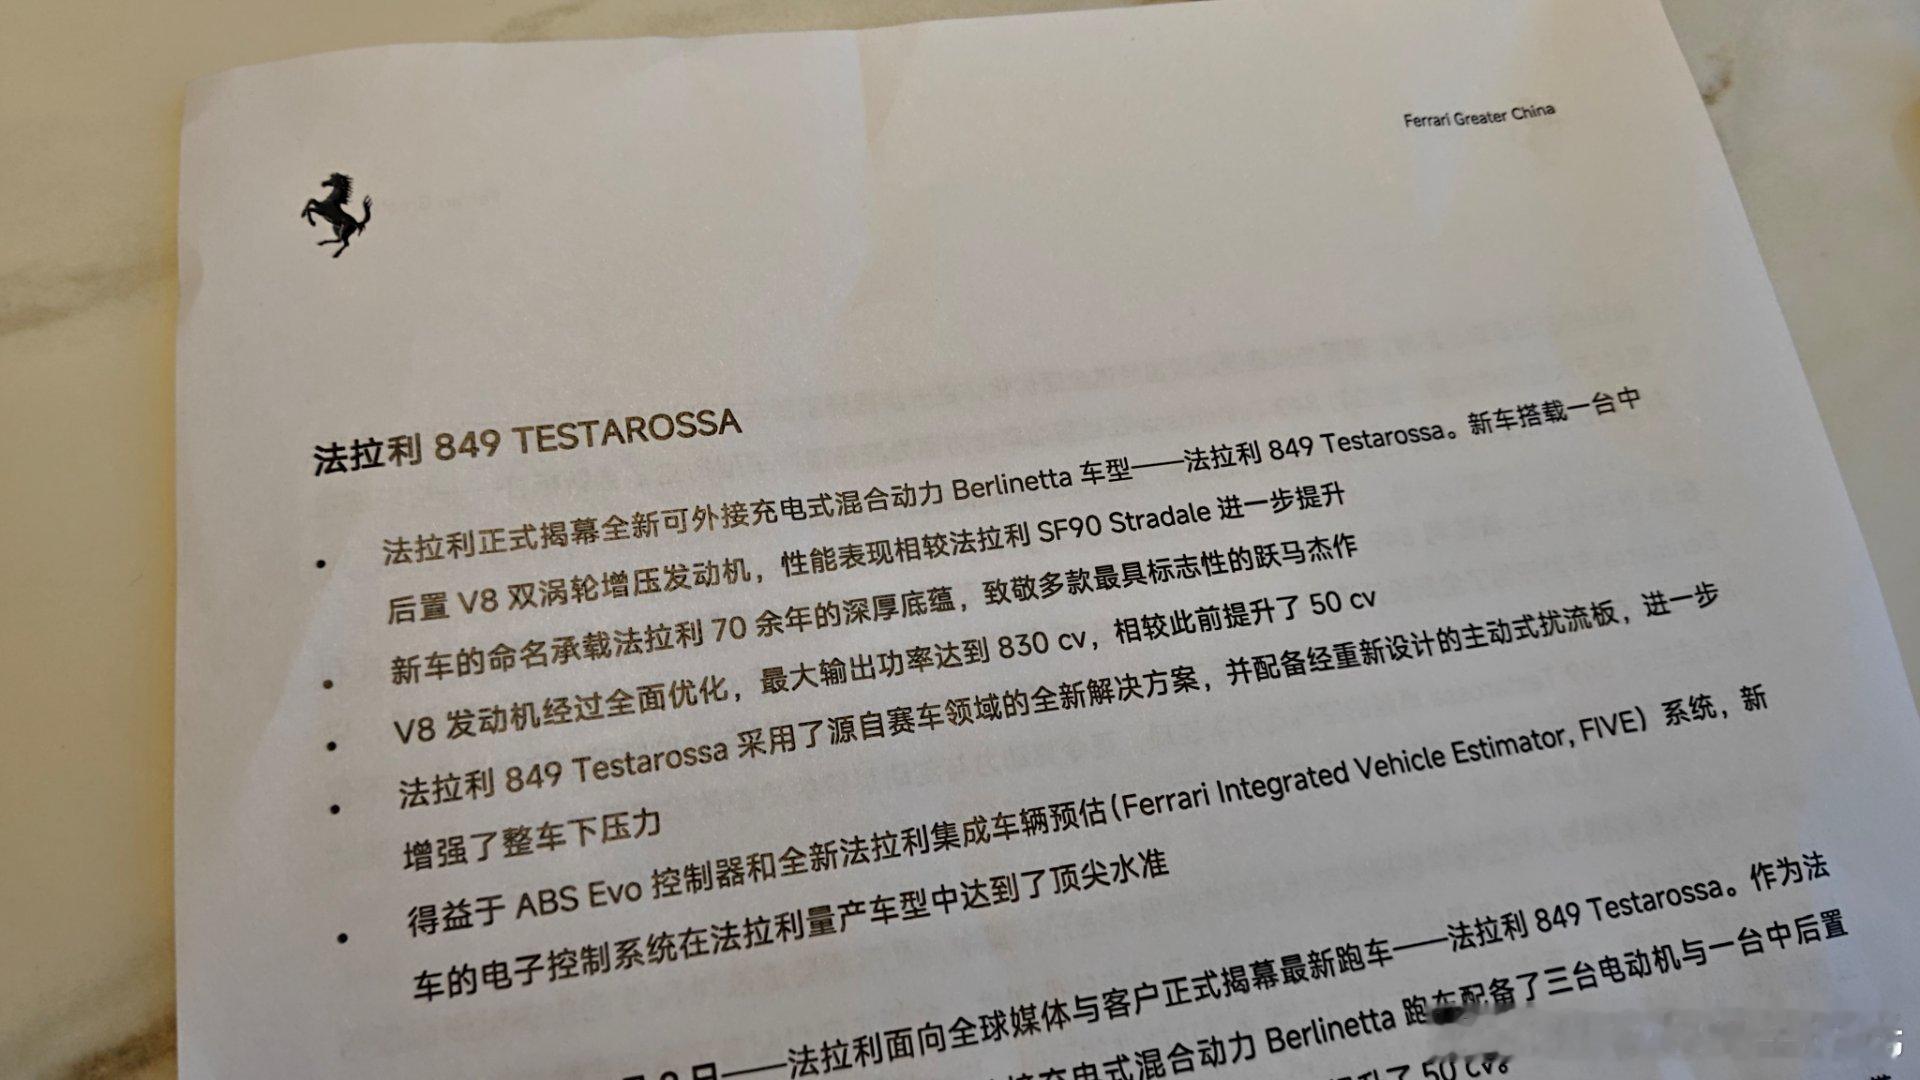 Ferrari Greater China
法拉利 849 TESTAROSSA
• 法拉利正式揭幕全新可外接充电式混合动力 Berlinetta 车型——法拉利 849 Testarossa。新车搭载一台中
后置 V8 双涡轮增压发动机，性能表现相较法拉利 SF90 Stradale 进一步提升
• 新车的命名承载法拉利 70 余年的深厚底蕴，致敬多款最具标志性的跃马杰作
• V8 发动机经过全面优化，最大输出功率达到 830 cv，相较此前提升了 50 cv
• 法拉利 849 Testarossa 采用了源自赛车领域的全新解决方案，并配备经重新设计的主动式扰流板，进一步
增强了整车下压力
• 得益于 ABS Evo 控制器和全新法拉利集成车辆预估（Ferrari Integrated Vehicle Estimator, FIVE）系统，新
车的电子控制系统在法拉利量产车型中达到了顶尖水准
日——法拉利面向全球媒体与客户正式揭幕最新跑车——法拉利 849 Testarossa。作为法
充电式混合动力 Berlinetta 跑车配备了三台电动机与一台中后置
升了 50 cv。